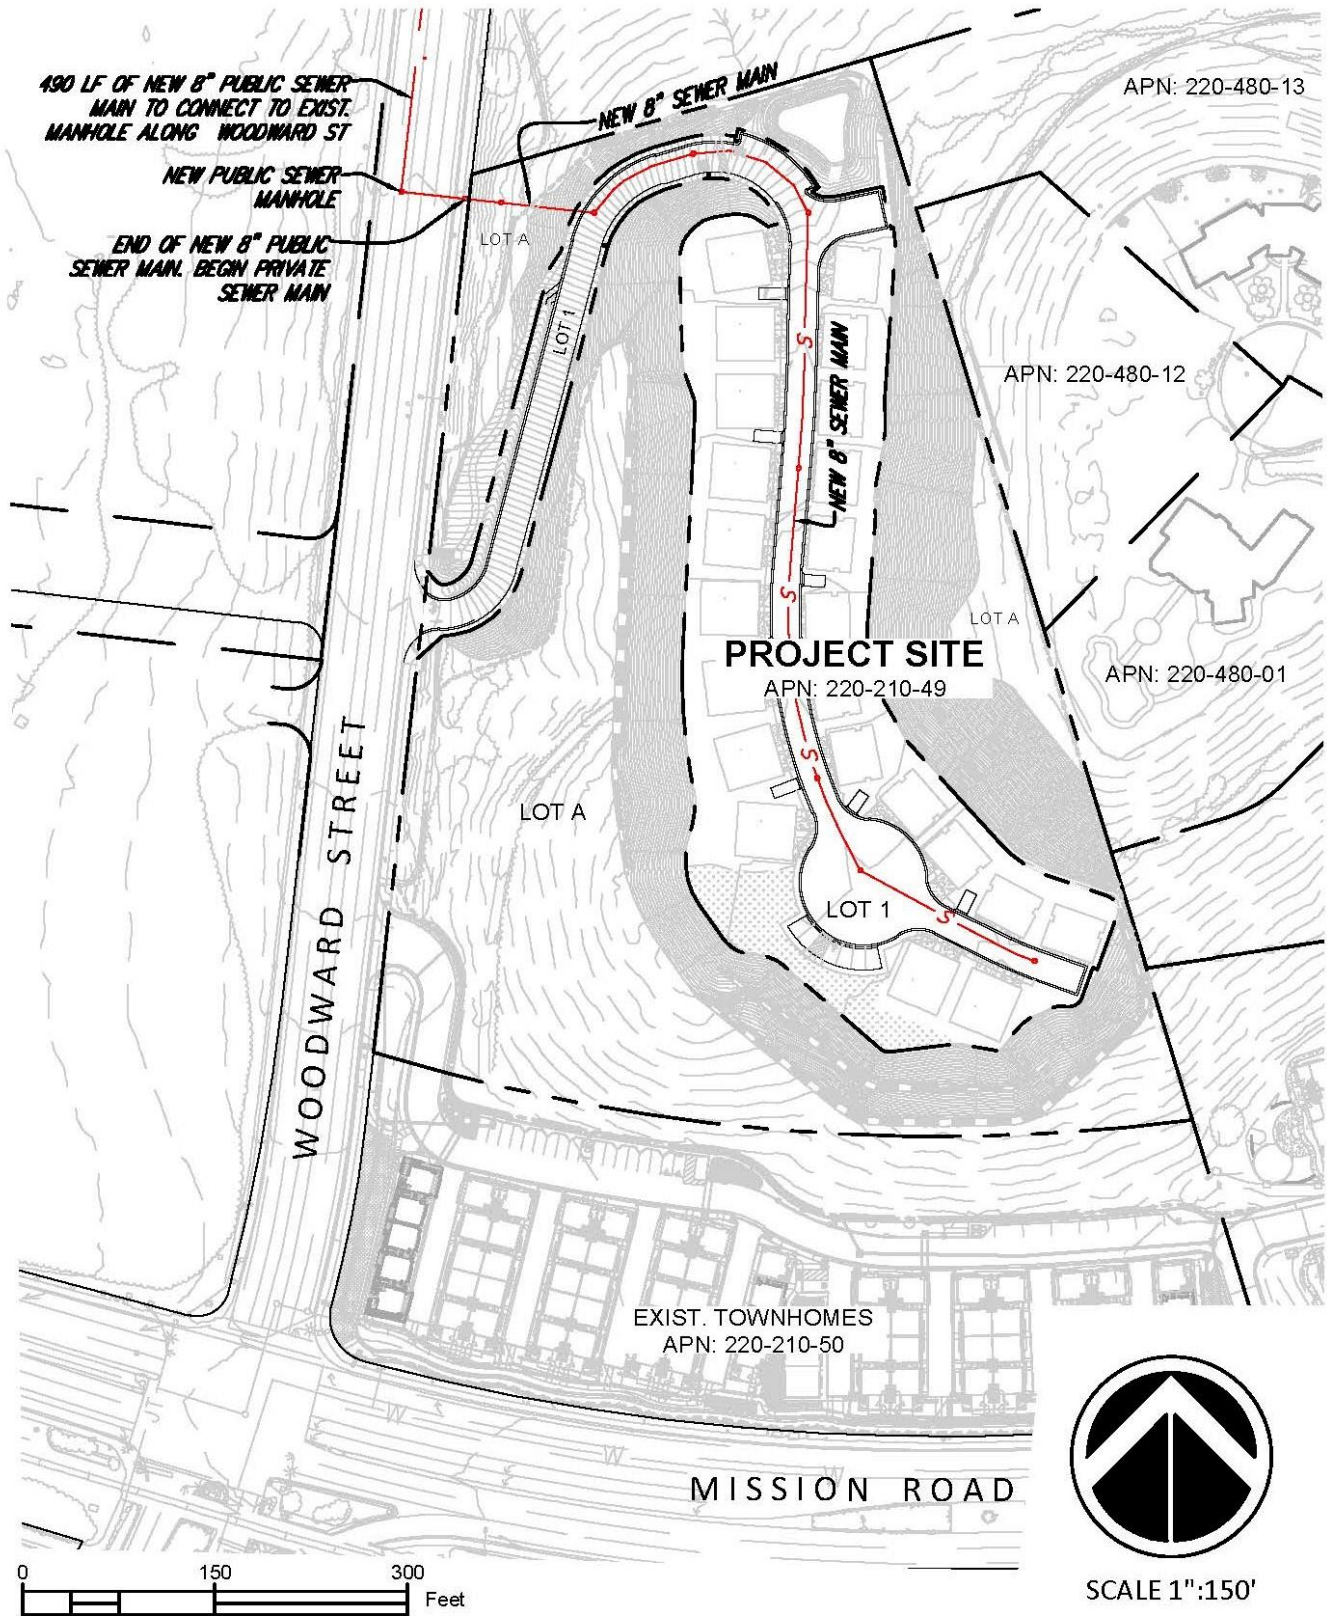 490 LF OF NEW 8" PUBLIC SEWER
MAIN TO CONNECT TO EXIST.
MANHOLE ALONG WOODWARD ST
NEW PUBLIC SEWER
MANHOLE
END OF NEW 8" PUBLIC
SEWER MAIN. BEGIN PRIVATE
SEWER MAIN
NEW 8" SEWER MAIN
APN: 220-480-13
LOT A
LOT 1
S
NEW 8" SEWER MAIN
APN: 220-480-12
S
LOT A
PROJECT SITE
APN: 220-210-49
APN: 220-480-01
S
LOT A
WOODWARD STREET
LOT 1
S
EXIST. TOWNHOMES
APN: 220-210-50
W
W
W
MISSION ROAD
0 150 300
Feet
SCALE 1":150'